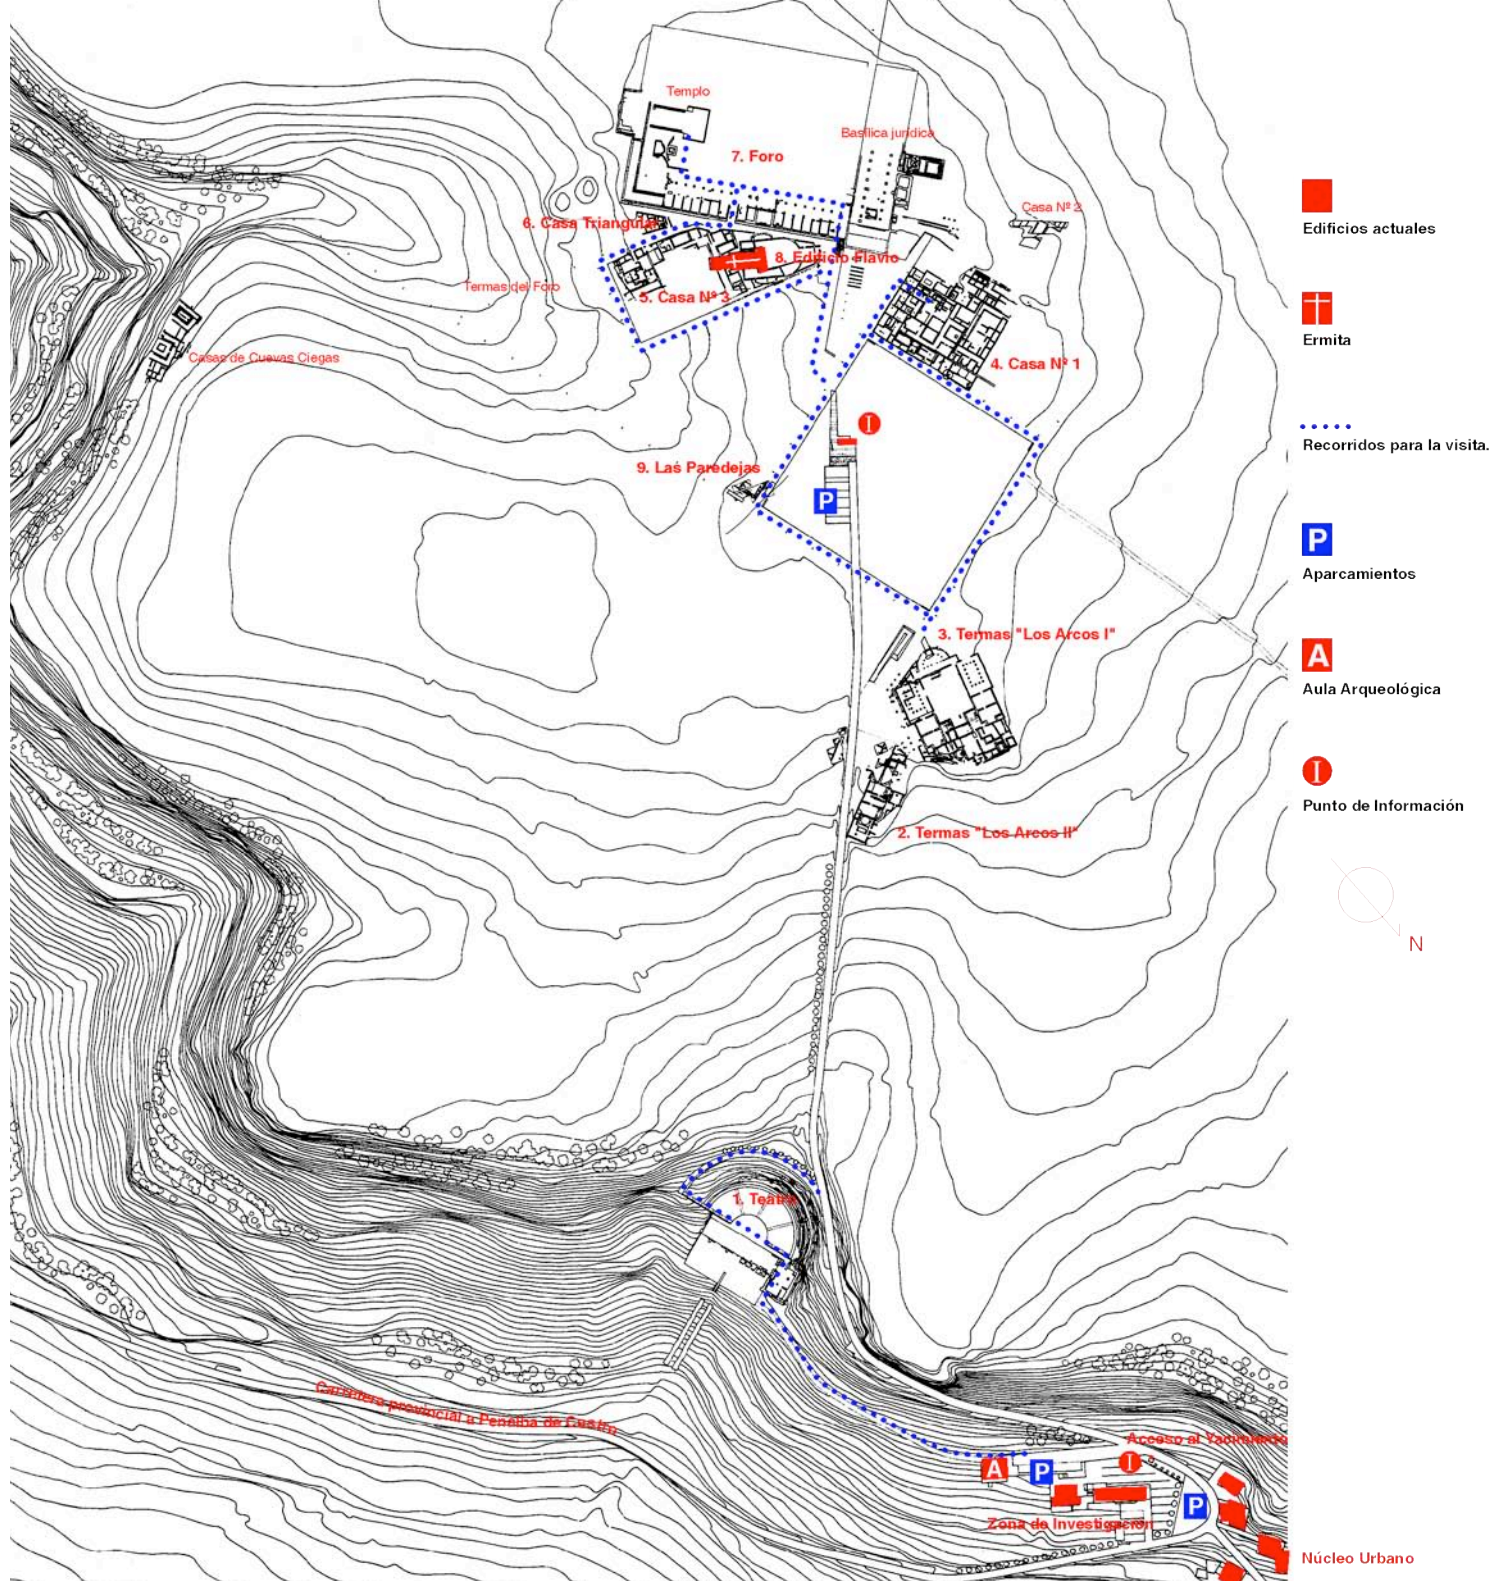 Templo
Basílica jurídica
7. Foro
Casa Nº 2
6. Casa Triangular
8. Edificio Flavio
Termas del Foro
5. Casa Nº 3
Casas de Cuevas Ciegas
4. Casa Nº 1
I
9. Las Paredejas
P
3. Termas "Los Arcos I"
2. Termas "Los Arcos II"
1. Teatro
Carretera provincial a Peñalba de Castro
Acceso al Yacimiento
A
P
I
P
Zona de Investigación
Núcleo Urbano
Edificios actuales
Ermita
Recorridos para la visita.
P
Aparcamientos
A
Aula Arqueológica
I
Punto de Información
N